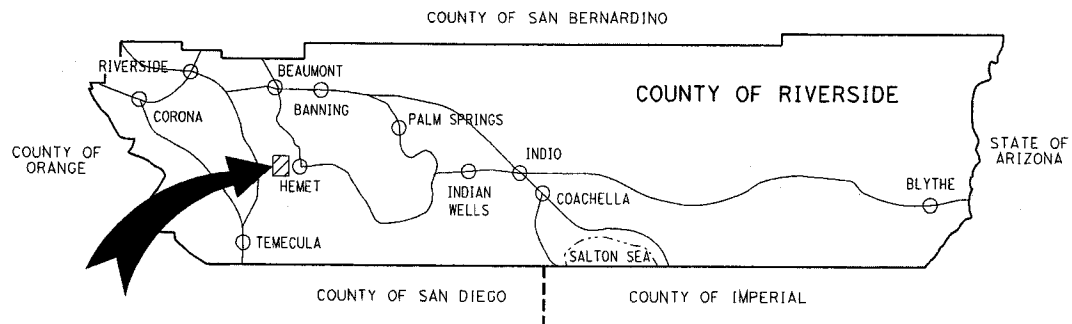 COUNTY OF SAN BERNARDINO
RIVERSIDE
BEAUMONT
COUNTY OF RIVERSIDE
CORONA
BANNING
PALM SPRINGS
COUNTY OF
ORANGE
STATE OF
ARIZONA
INDIO
HEMET
INDIAN
WELLS
COACHELLA
BLYTHE
TEMECULA
SALTON SEA
COUNTY OF SAN DIEGO
COUNTY OF IMPERIAL